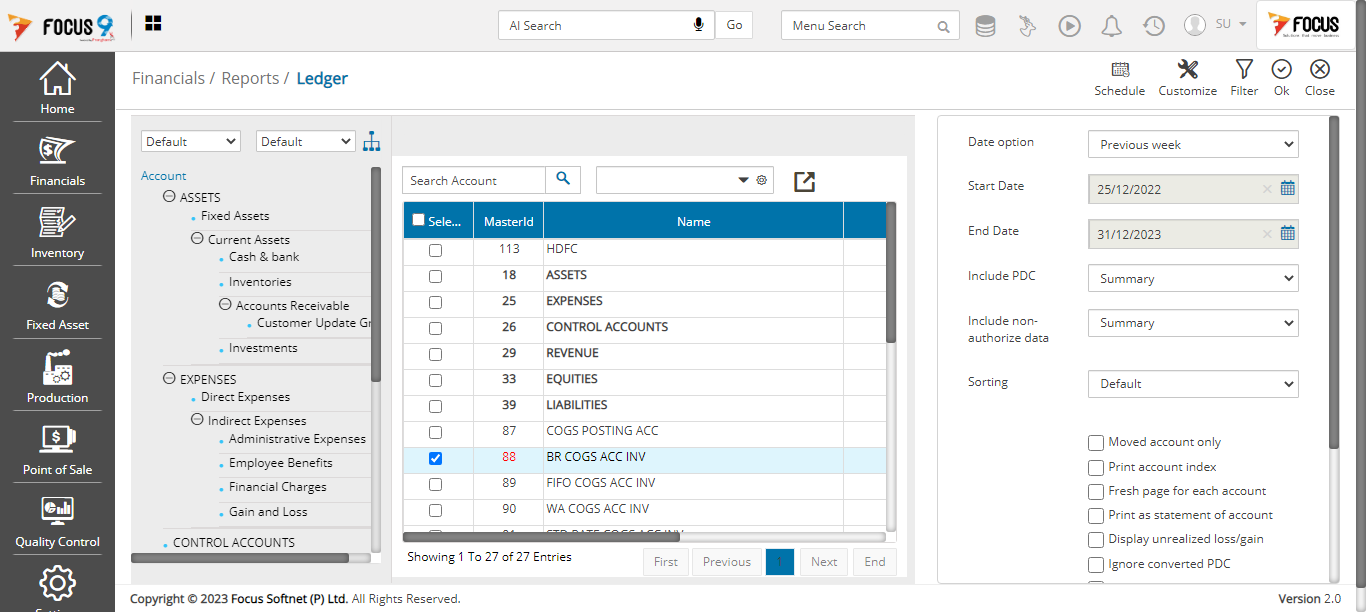 FOCUS 9
AI Search
Go
Menu Search
SU
FOCUS
Home
Financials
Inventory
Fixed Asset
Production
Point of Sale
Quality Control
Financials / Reports / Ledger
Schedule
Customize
Filter
Ok
Close
Default
Default
Account
ASSETS
Fixed Assets
Current Assets
Cash & bank
Inventories
Accounts Receivable
Customer Update Gr
Investments
EXPENSES
Direct Expenses
Indirect Expenses
Administrative Expenses
Employee Benefits
Financial Charges
Gain and Loss
CONTROL ACCOUNTS
Search Account
Sele... MasterId Name
113 HDFC
18 ASSETS
25 EXPENSES
26 CONTROL ACCOUNTS
29 REVENUE
33 EQUITIES
39 LIABILITIES
87 COGS POSTING ACC
88 BR COGS ACC INV
89 FIFO COGS ACC INV
90 WA COGS ACC INV
Showing 1 To 27 of 27 Entries
First Previous 1 Next End
Date option Previous week
Start Date 25/12/2022
End Date 31/12/2023
Include PDC Summary
Include non-
authorize data Summary
Sorting Default
Moved account only
Print account index
Fresh page for each account
Print as statement of account
Display unrealized loss/gain
Ignore converted PDC
Copyright © 2023 Focus Softnet (P) Ltd. All Rights Reserved.
Version 2.0